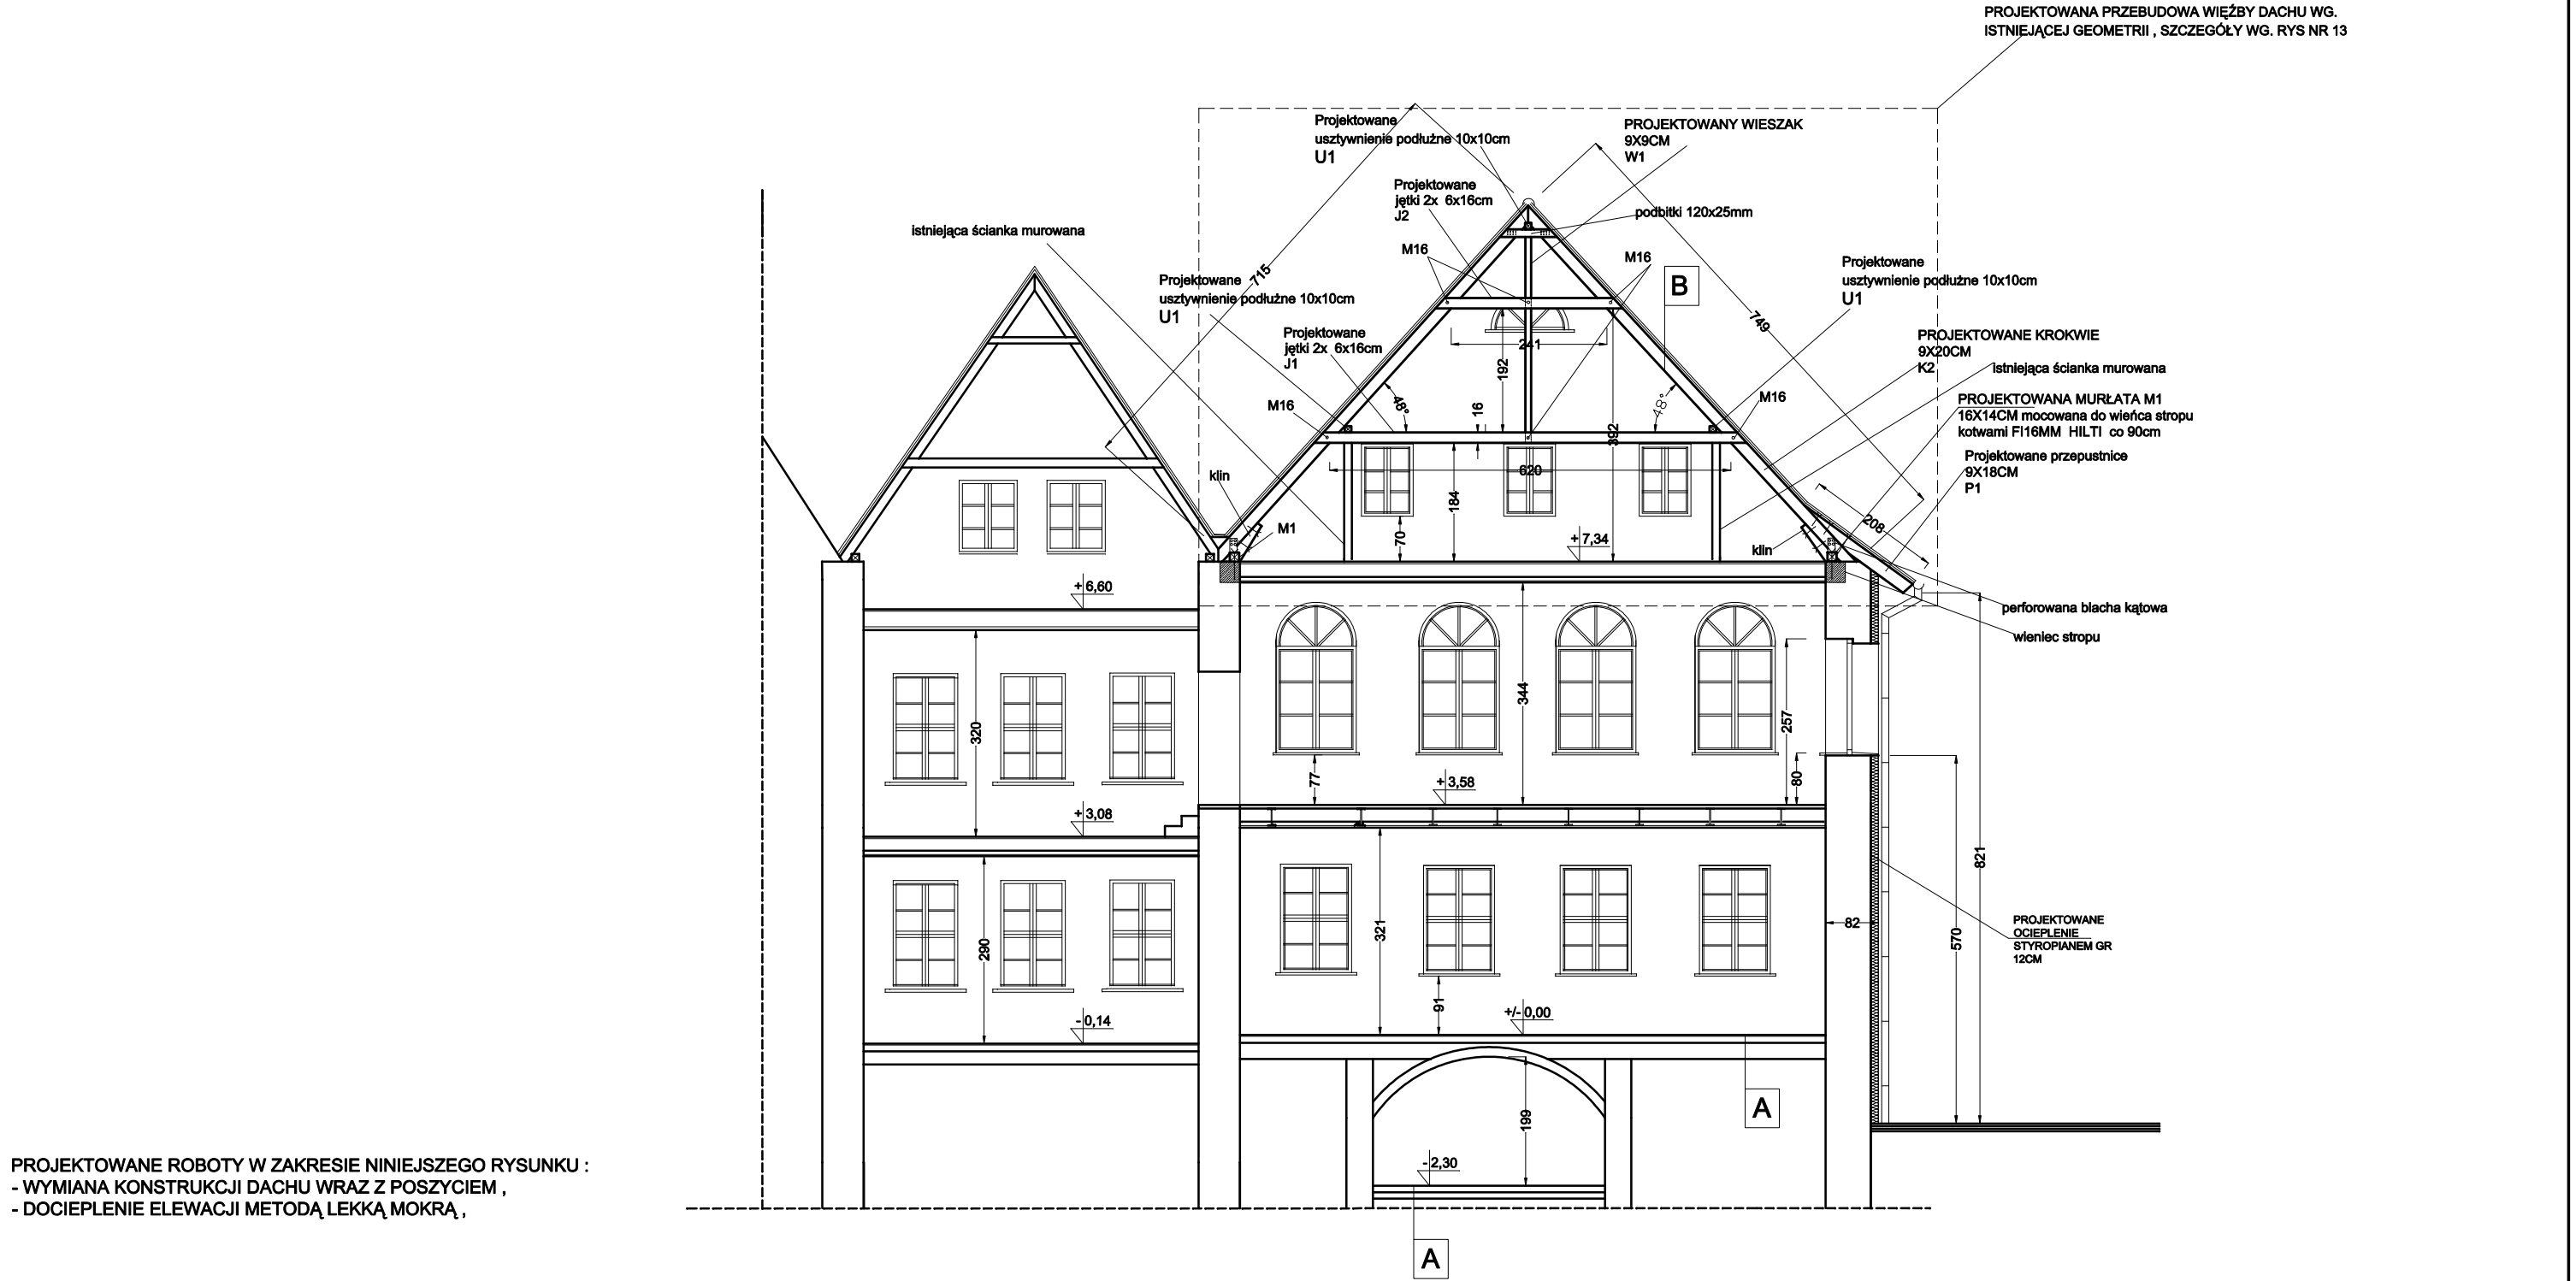 PROJEKTOWANA PRZEBUDOWA WIĘŹBY DACHU WG.
ISTNIEJĄCEJ GEOMETRII , SZCZEGÓŁY WG. RYS NR 13
Projektowane
usztywnienie podłużne 10x10cm
U1
PROJEKTOWANY WIESZAK
9X9CM
W1
Projektowane
jętki 2x 6x16cm
J2
podbitki 120x25mm
istniejąca ścianka murowana
M16
M16
B
715
749
Projektowane
usztywnienie podłużne 10x10cm
U1
Projektowane
usztywnienie podłużne 10x10cm
U1
Projektowane
jętki 2x 6x16cm
J1
241
192
PROJEKTOWANE KROKWIE
9X20CM
K2
istniejąca ścianka murowana
M16
48°
16
48°
M16
392
PROJEKTOWANA MURŁATA M1
16X14CM mocowana do wieńca stropu
kotwami FI16MM HILTI co 90cm
Projektowane przepustnice
9X18CM
P1
klin
620
184
M1
70
+ 7,34
klin
208
+ 6,60
perforowana blacha kątowa
wieniec stropu
320
344
257
77
80
+ 3,58
+ 3,08
821
290
321
91
82
570
PROJEKTOWANE
OCIEPLENIE
STYROPIANEM GR
12CM
- 0,14
+/- 0,00
A
199
- 2,30
A
PROJEKTOWANE ROBOTY W ZAKRESIE NINIEJSZEGO RYSUNKU :
- WYMIANA KONSTRUKCJI DACHU WRAZ Z POSZYCIEM ,
- DOCIEPLENIE ELEWACJI METODĄ LEKKĄ MOKRĄ ,